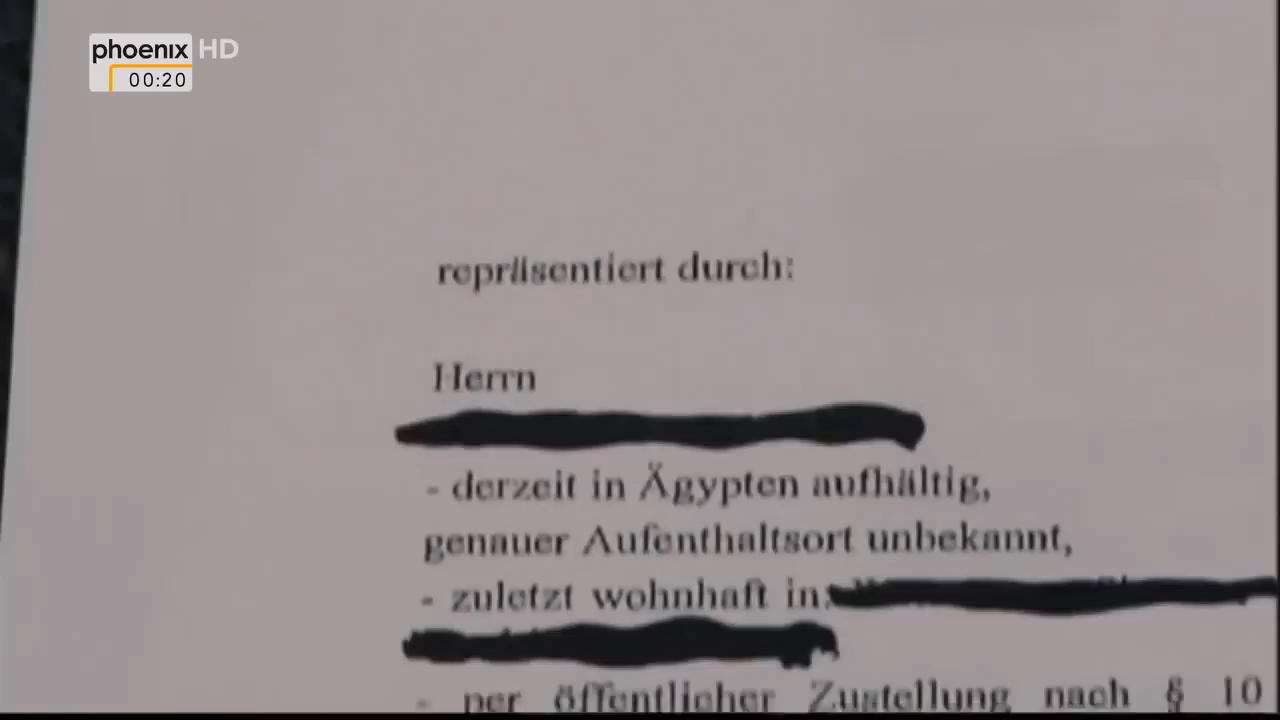 phoenix HD
00:20
repräsentiert durch:
Herrn
- derzeit in Ägypten aufhältig,
genauer Aufenthaltsort unbekannt,
- zuletzt wohnhaft in:
- per öffentlicher Zustellung nach § 10